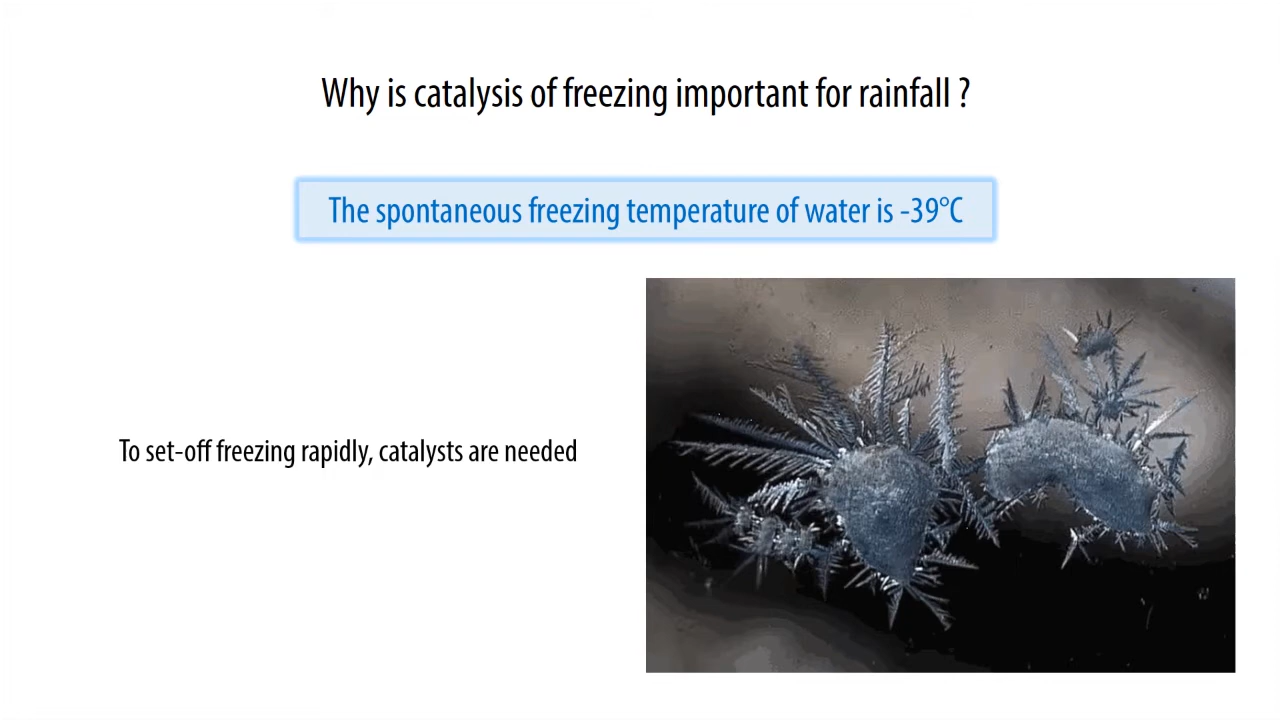 Why is catalysis of freezing important for rainfall ?
The spontaneous freezing temperature of water is -39°C
To set-off freezing rapidly, catalysts are needed